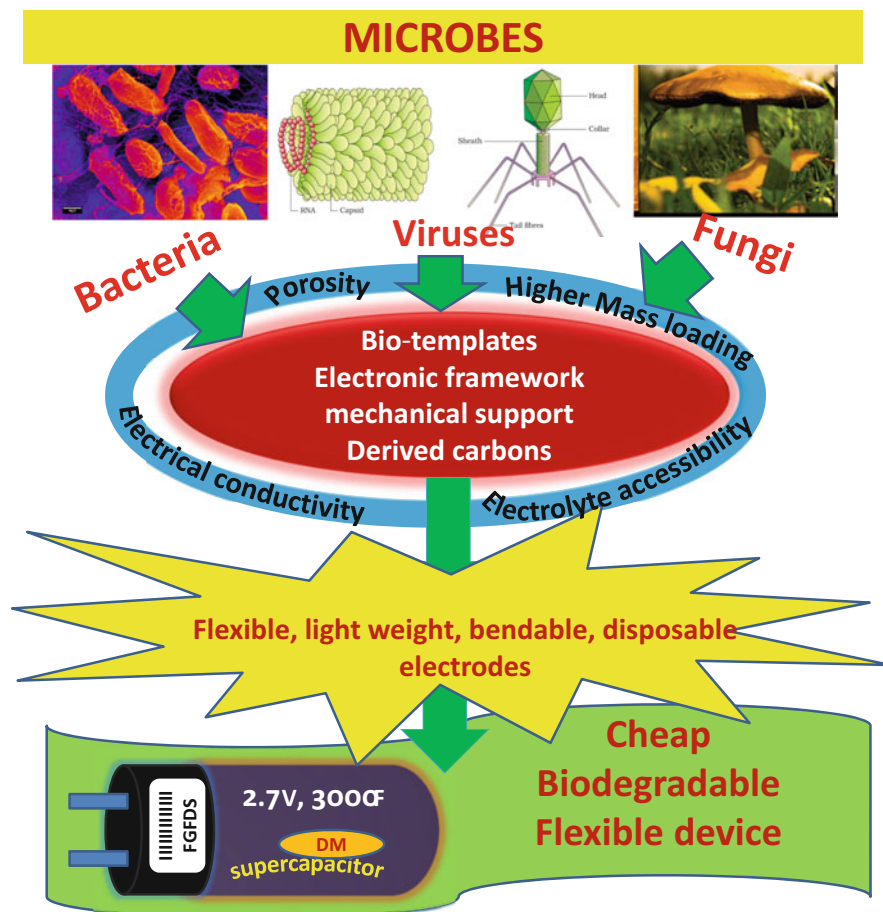 MICROBES
Head
Collar
Sheath
RNA
Capsid
Tail fibres
Bacteria
Viruses
Fungi
Porosity
Higher Mass loading
Bio-templates
Electronic framework
mechanical support
Derived carbons
Electrical conductivity
Electrolyte accessibility
Flexible, light weight, bendable, disposable
electrodes
Cheap
Biodegradable
Flexible device
2.7V, 3000F
FGFDS
DM
supercapacitor